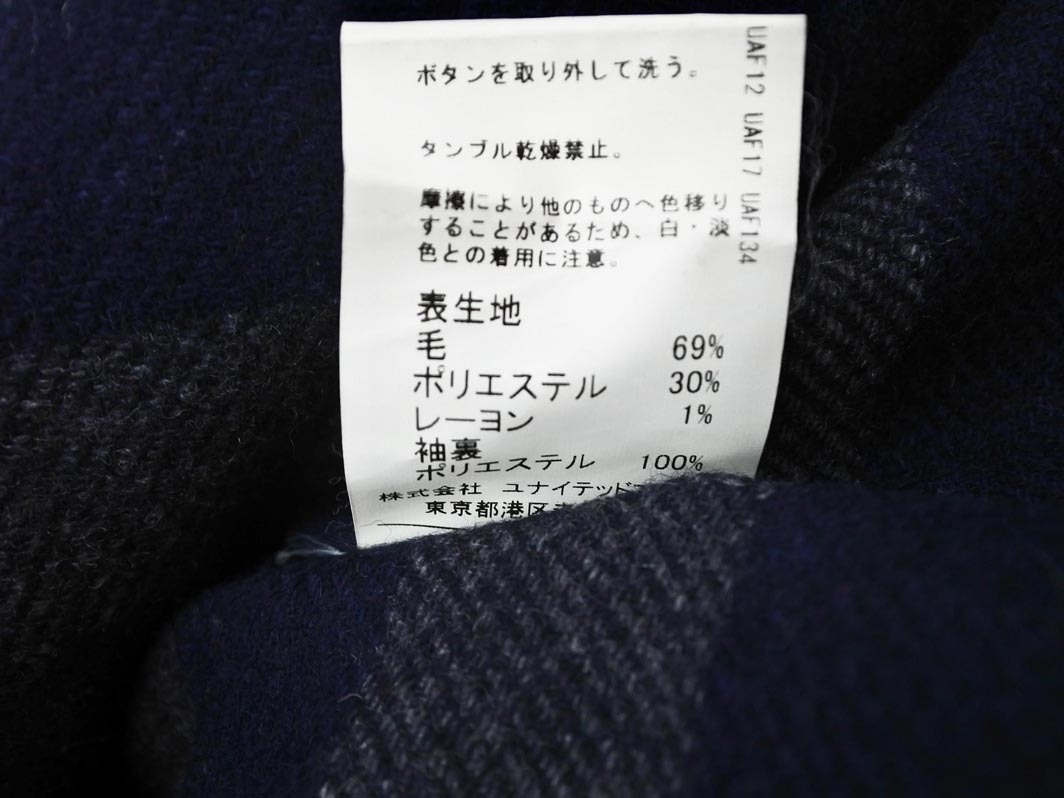 ボタンを取り外して洗う。
タンブル乾燥禁止。
摩擦により他のものへ色移り
することがあるため、白・淡
色との着用に注意。
表生地
毛 69%
ポリエステル 30%
レーヨン 1%
袖裏
ポリエステル 100%
株式会社 ユナイテッド
東京都港区
UAF12 UAF17 UAF134